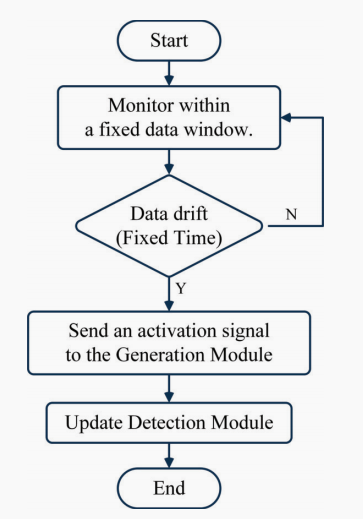 Start
Monitor within
a fixed data window.
Data drift
(Fixed Time)
N
Y
Send an activation signal
to the Generation Module
Update Detection Module
End